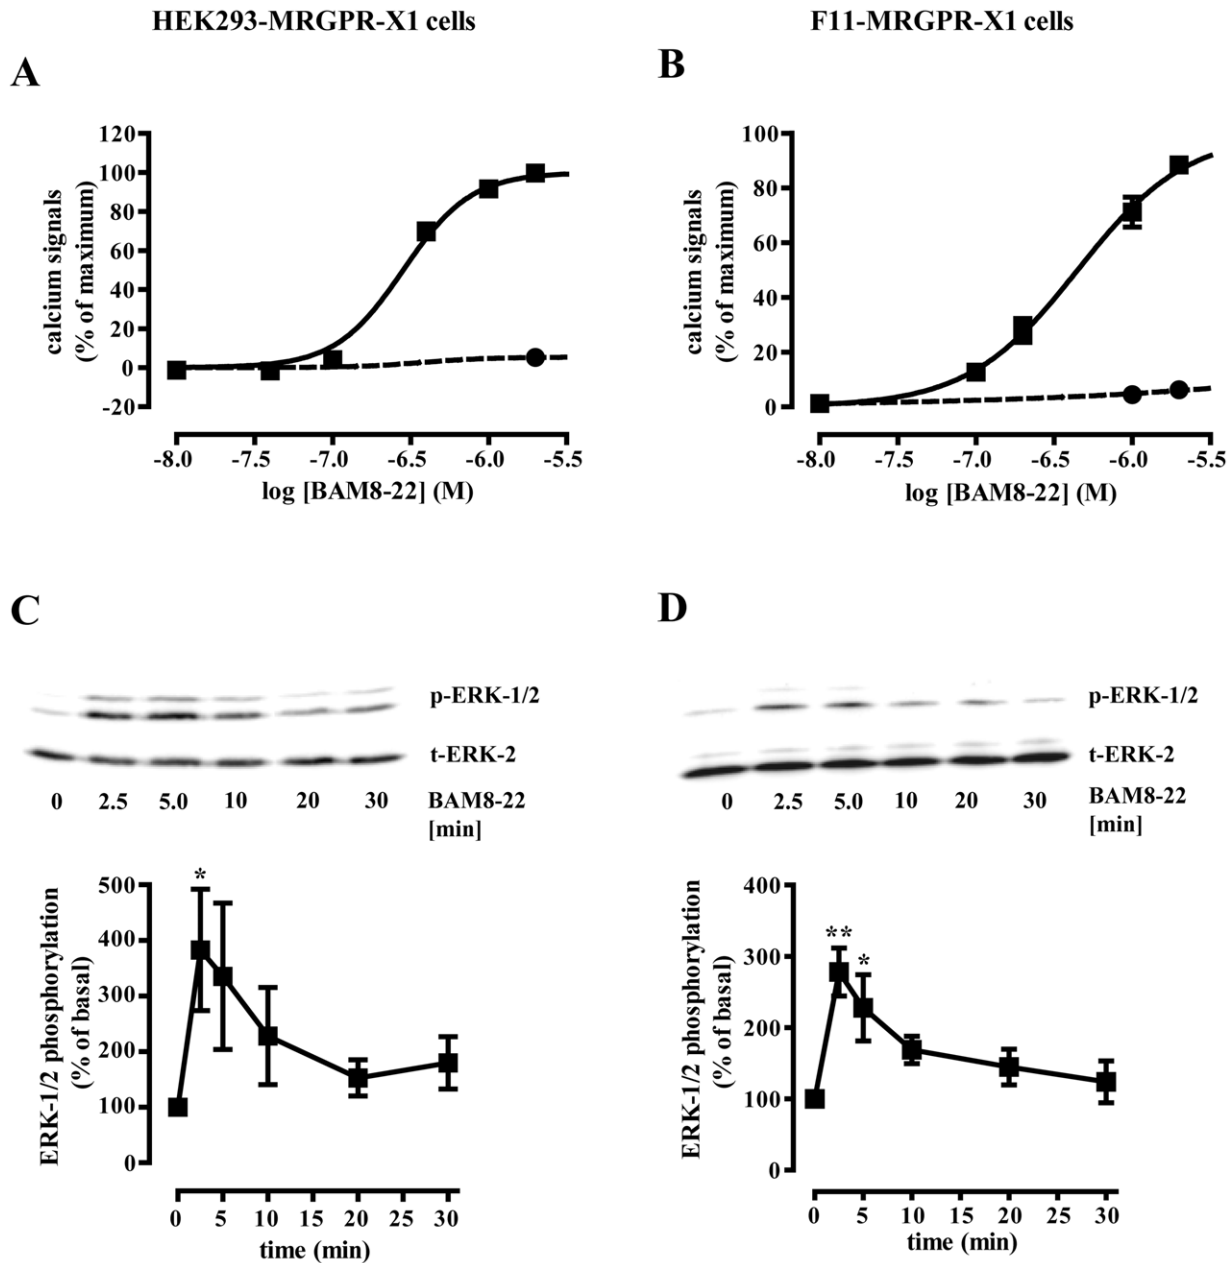 HEK293-MRGPR-X1 cells
F11-MRGPR-X1 cells
A
calcium signals
(% of maximum)
120
100
80
60
40
20
0
-20
-8.0 -7.5 -7.0 -6.5 -6.0 -5.5
log [BAM8-22] (M)
B
calcium signals
(% of maximum)
100
80
60
40
20
0
-8.0 -7.5 -7.0 -6.5 -6.0 -5.5
log [BAM8-22] (M)
C
p-ERK-1/2
t-ERK-2
0 2.5 5.0 10 20 30 BAM8-22
[min]
ERK-1/2 phosphorylation
(% of basal)
500
400
300
200
100
0
*
0 5 10 15 20 25 30
time (min)
D
p-ERK-1/2
t-ERK-2
0 2.5 5.0 10 20 30 BAM8-22
[min]
ERK-1/2 phosphorylation
(% of basal)
400
300
200
100
0
**
*
0 5 10 15 20 25 30
time (min)